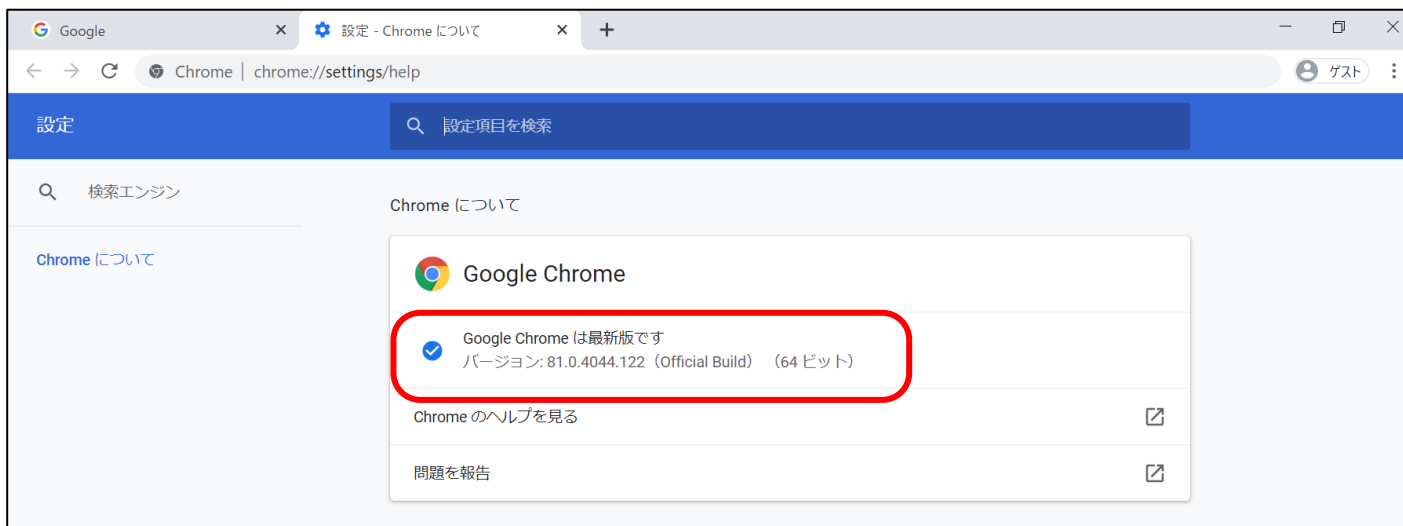 Google
設定 - Chrome について
Chrome | chrome://settings/help
ゲスト
設定
設定項目を検索
検索エンジン
Chrome について
Chrome について
Google Chrome
Google Chrome は最新版です
バージョン: 81.0.4044.122（Official Build） （64 ビット）
Chrome のヘルプを見る
問題を報告